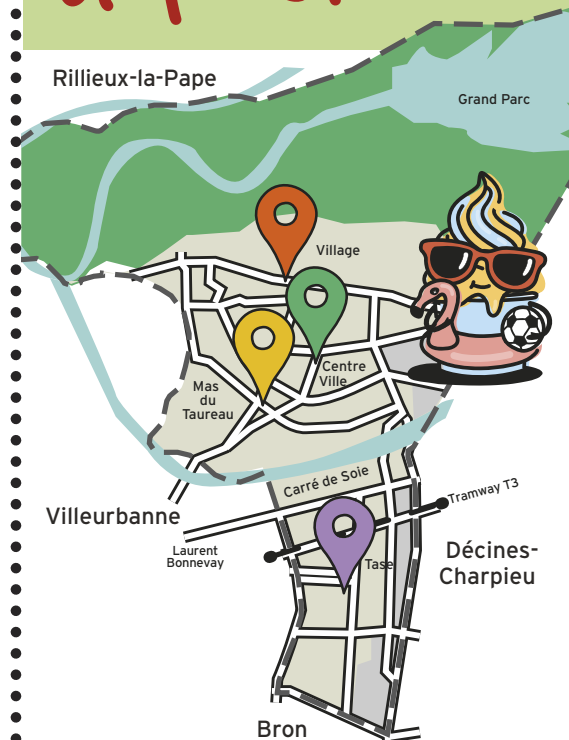 Rillieux-la-Pape
Grand Parc
Village
Centre
Ville
Mas
du
Taureau
Carré de Soie
Tramway T3
Villeurbanne
Laurent
Bonnevay
Tase
Décines-
Charpieu
Bron